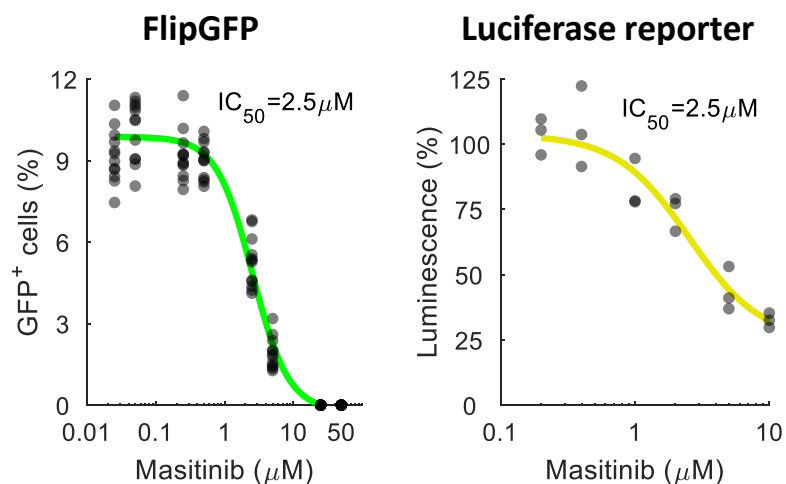 FlipGFP
Luciferase reporter
IC50=2.5μM
GFP+ cells (%)
12
9
6
3
0
0.01 0.1 1 10 50
Masitinib (μM)
IC50=2.5μM
Luminescence (%)
125
100
75
50
25
0
0.1 1 10
Masitinib (μM)